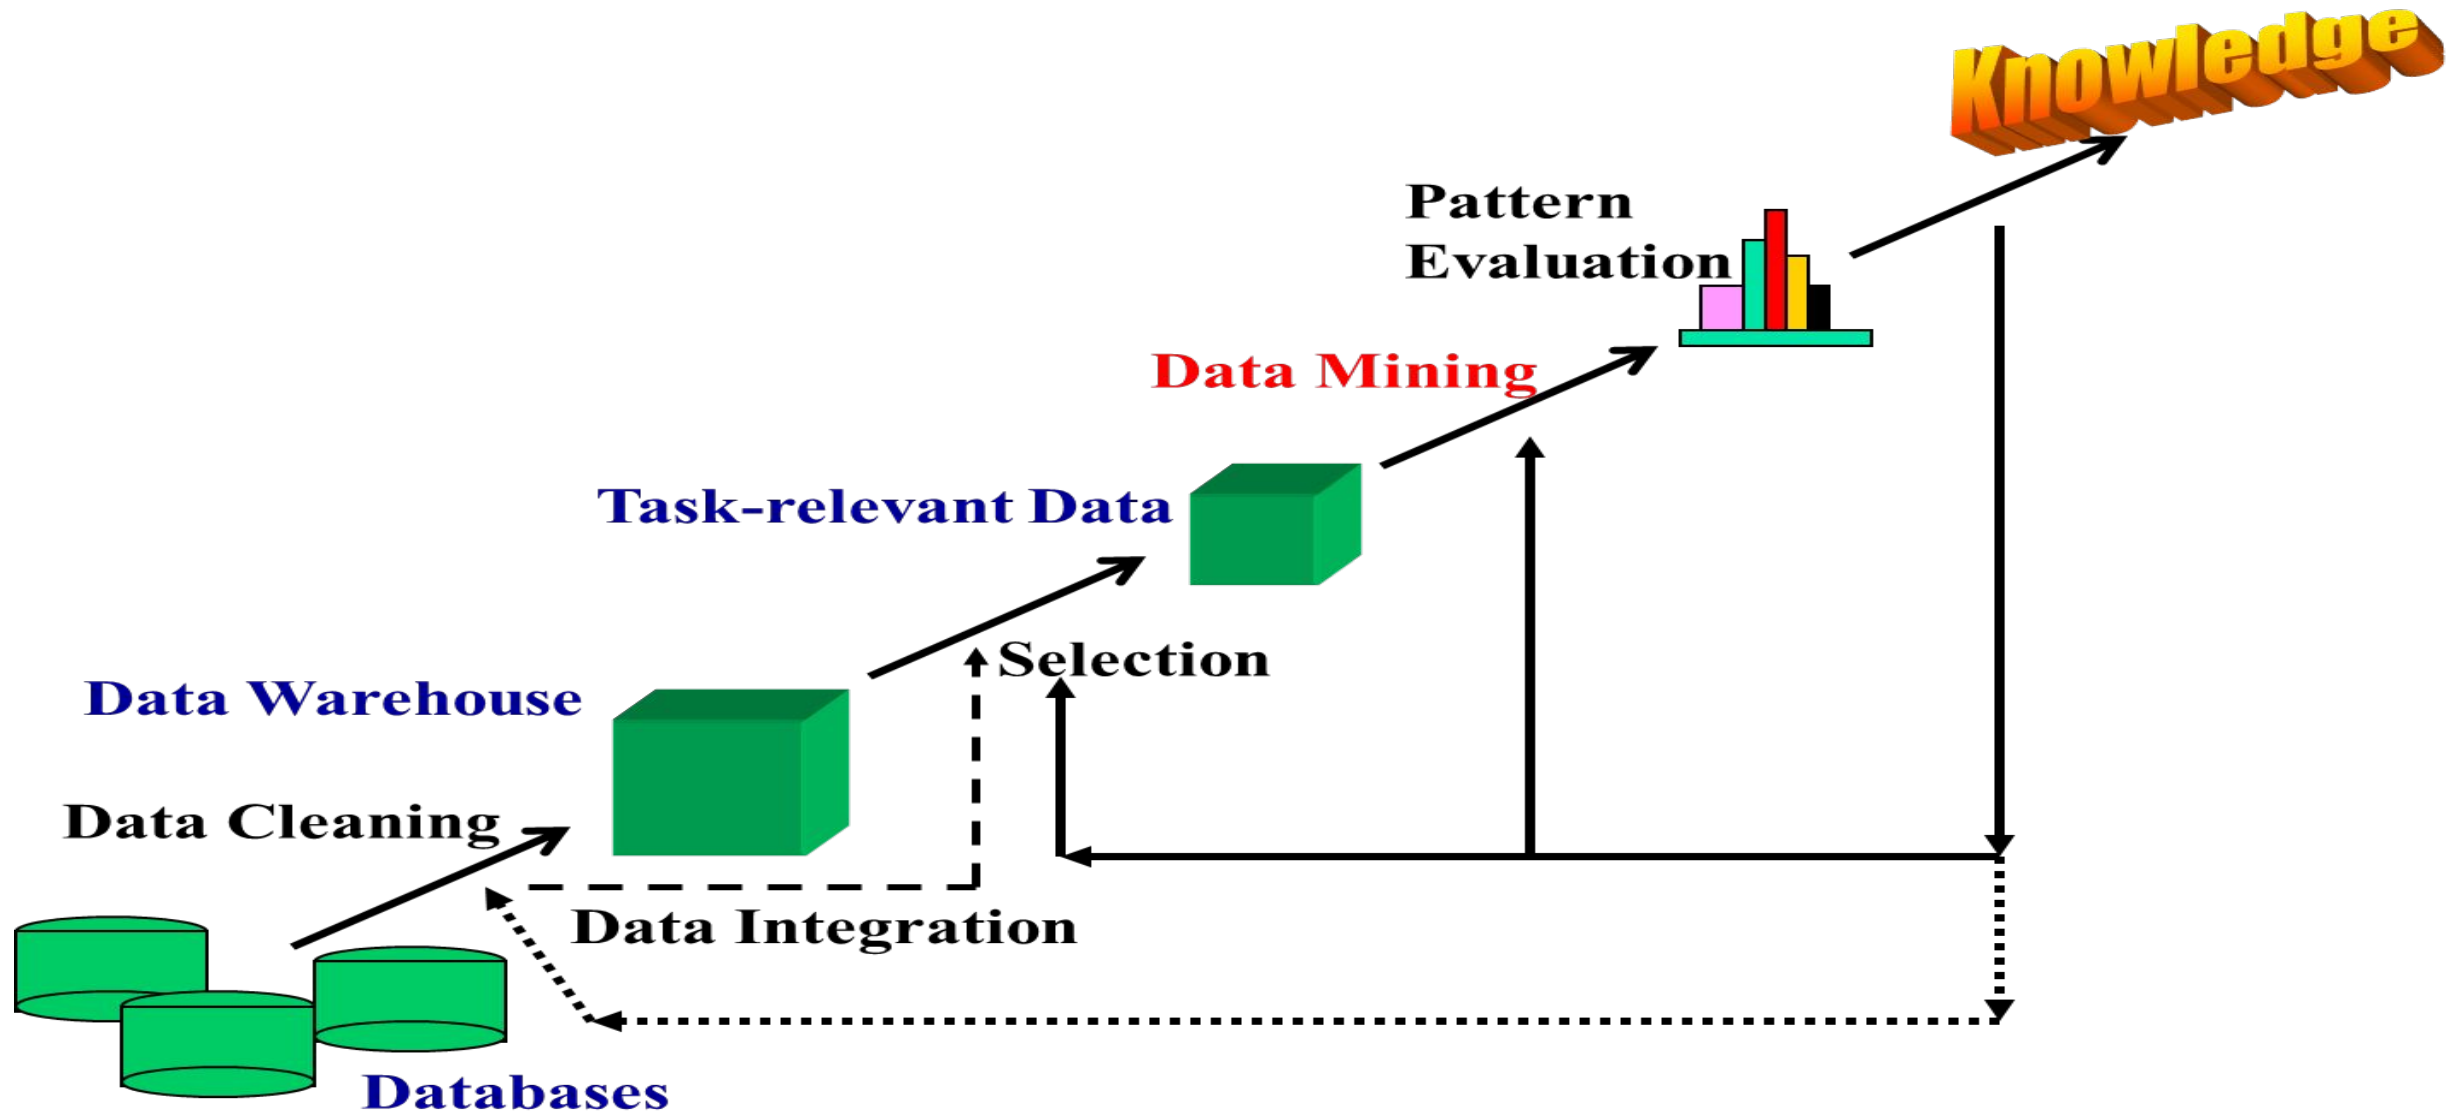 Knowledge
Pattern
Evaluation
Data Mining
Task-relevant Data
Selection
Data Warehouse
Data Cleaning
Data Integration
Databases